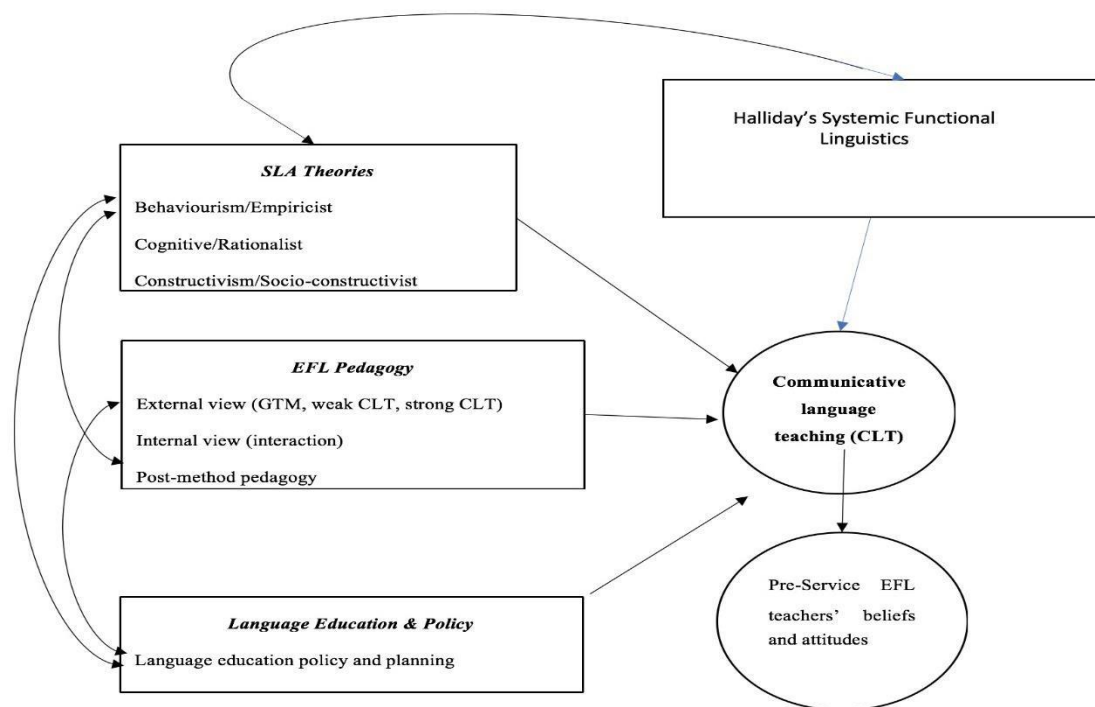 Halliday’s Systemic Functional
Linguistics
SLA Theories
Behaviourism/Empiricist
Cognitive/Rationalist
Constructivism/Socio-constructivist
EFL Pedagogy
External view (GTM, weak CLT, strong CLT)
Internal view (interaction)
Post-method pedagogy
Communicative
language
teaching (CLT)
Language Education & Policy
Language education policy and planning
Pre-Service EFL
teachers’ beliefs
and attitudes